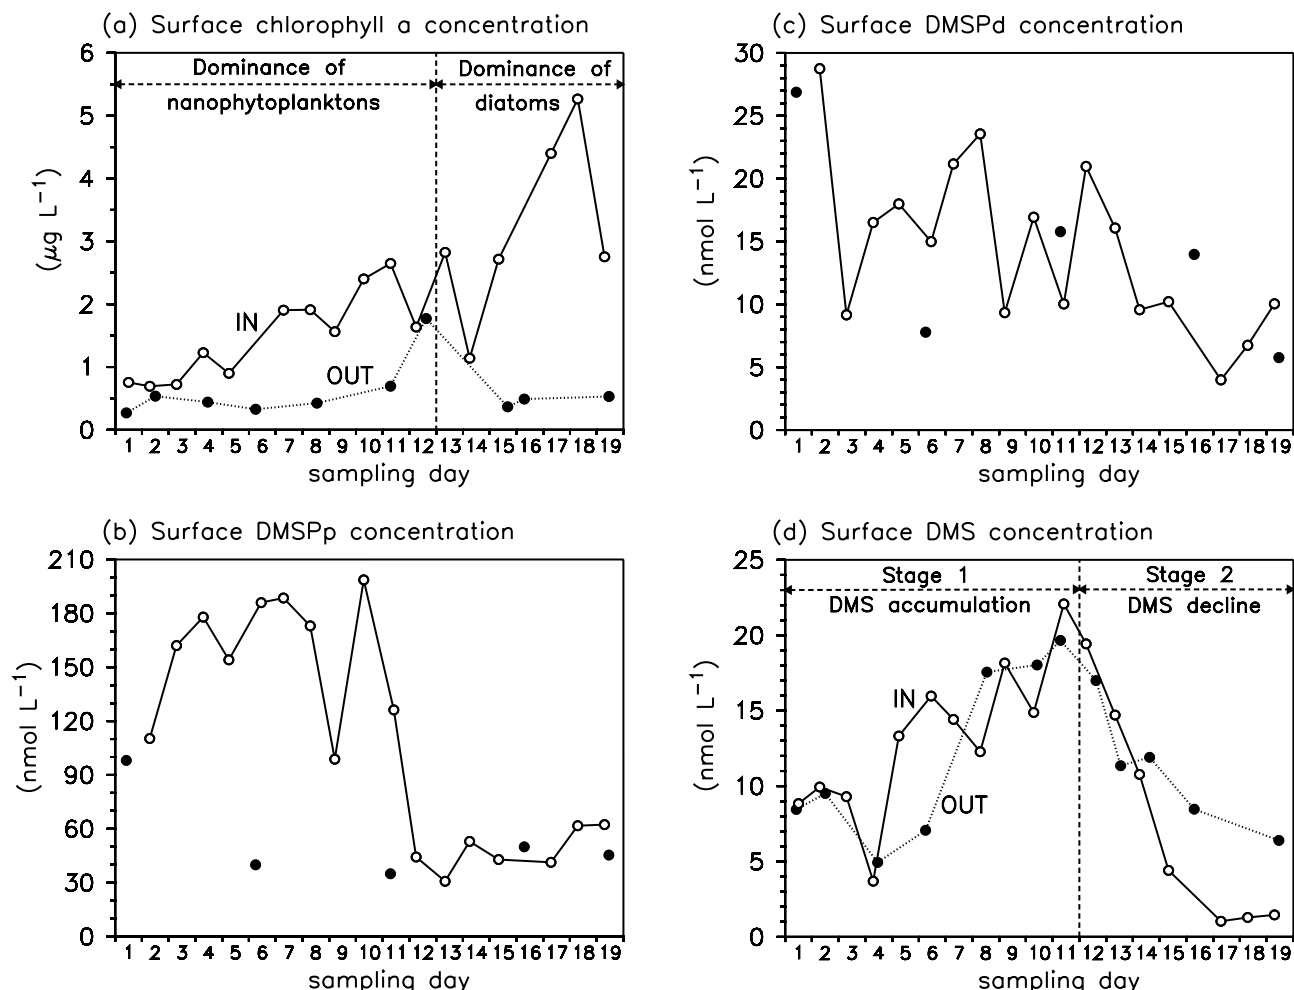 (a) Surface chlorophyll a concentration
6
5
4
3
2
1
0
(μg L⁻¹)
Dominance of
nanophytoplanktons
Dominance of
diatoms
IN
OUT
1 2 3 4 5 6 7 8 9 10 11 12 13 14 15 16 17 18 19
sampling day
(c) Surface DMSPd concentration
30
25
20
15
10
5
0
(nmol L⁻¹)
1 2 3 4 5 6 7 8 9 10 11 12 13 14 15 16 17 18 19
sampling day
(b) Surface DMSPp concentration
210
180
150
120
90
60
30
0
(nmol L⁻¹)
1 2 3 4 5 6 7 8 9 10 11 12 13 14 15 16 17 18 19
sampling day
(d) Surface DMS concentration
25
20
15
10
5
0
(nmol L⁻¹)
Stage 1
DMS accumulation
Stage 2
DMS decline
IN
OUT
1 2 3 4 5 6 7 8 9 10 11 12 13 14 15 16 17 18 19
sampling day